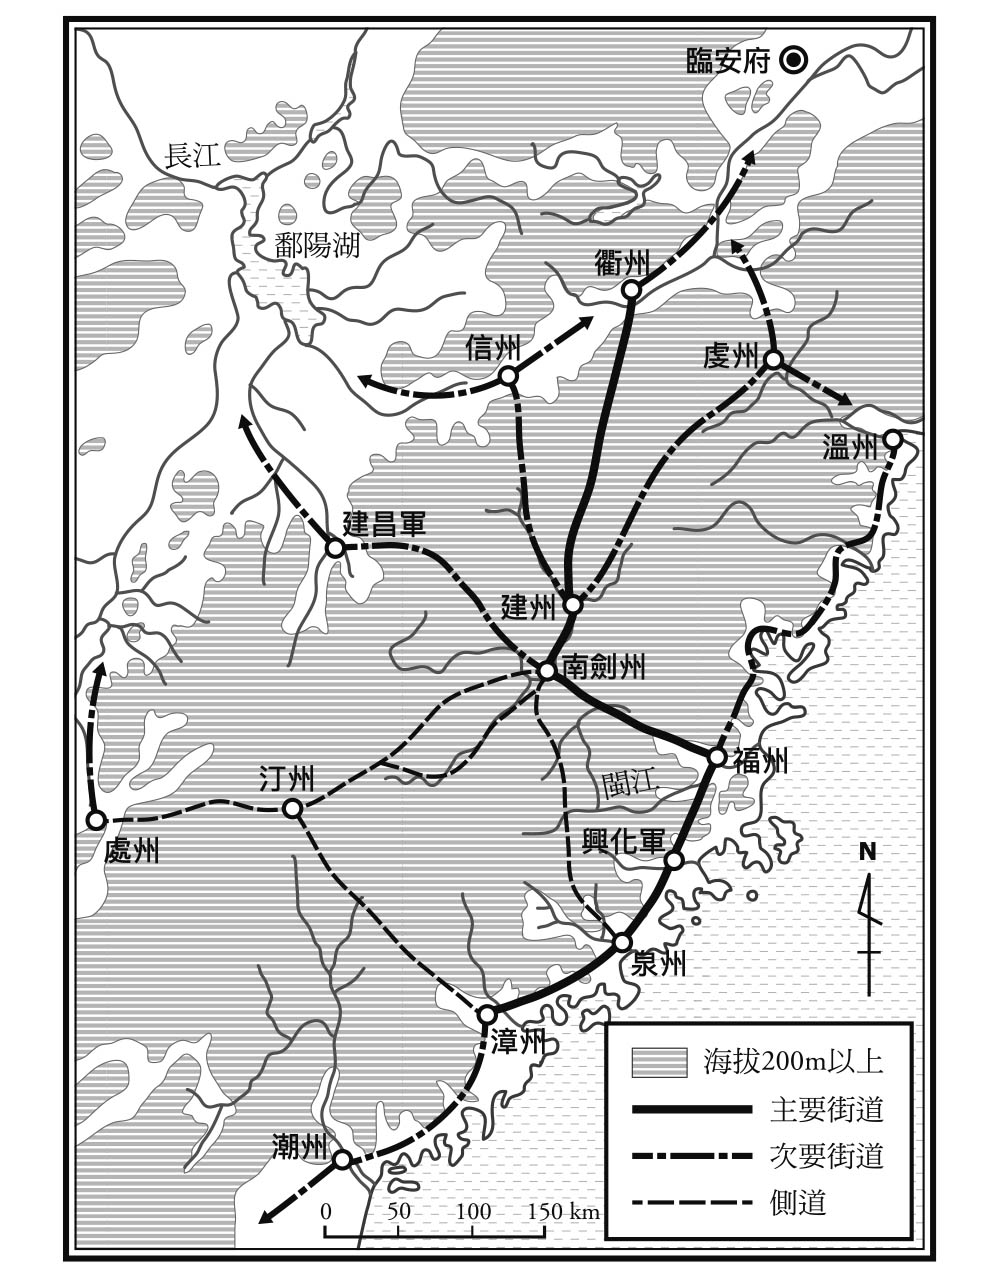 臨安府
長江
鄱陽湖
衢州
信州
虔州
溫州
建昌軍
建州
南劍州
福州
汀州
閩江
處州
興化軍
泉州
漳州
潮州
N
海拔200m以上
主要街道
次要街道
側道
0 50 100 150 km